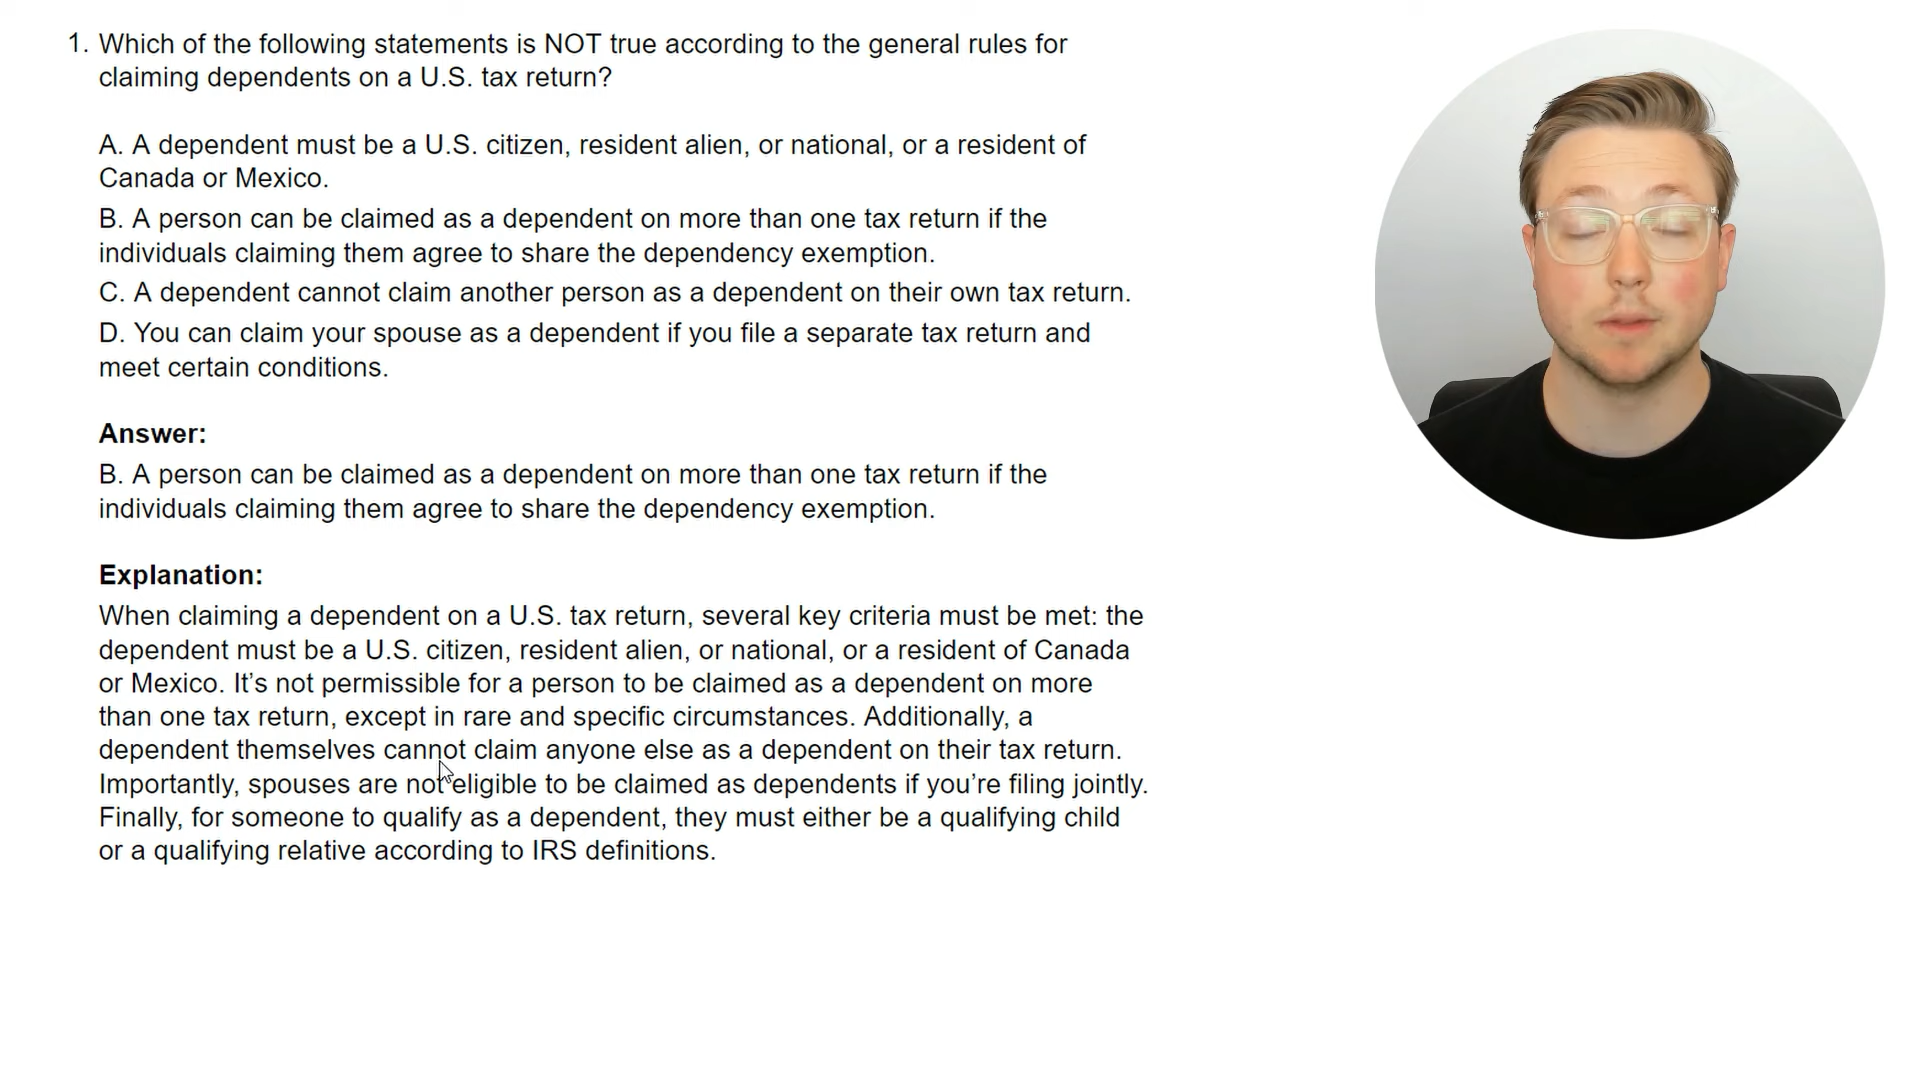 1. Which of the following statements is NOT true according to the general rules for
claiming dependents on a U.S. tax return?
A. A dependent must be a U.S. citizen, resident alien, or national, or a resident of
Canada or Mexico.
B. A person can be claimed as a dependent on more than one tax return if the
individuals claiming them agree to share the dependency exemption.
C. A dependent cannot claim another person as a dependent on their own tax return.
D. You can claim your spouse as a dependent if you file a separate tax return and
meet certain conditions.
Answer:
B. A person can be claimed as a dependent on more than one tax return if the
individuals claiming them agree to share the dependency exemption.
Explanation:
When claiming a dependent on a U.S. tax return, several key criteria must be met: the
dependent must be a U.S. citizen, resident alien, or national, or a resident of Canada
or Mexico. It’s not permissible for a person to be claimed as a dependent on more
than one tax return, except in rare and specific circumstances. Additionally, a
dependent themselves cannot claim anyone else as a dependent on their tax return.
Importantly, spouses are not eligible to be claimed as dependents if you’re filing jointly.
Finally, for someone to qualify as a dependent, they must either be a qualifying child
or a qualifying relative according to IRS definitions.